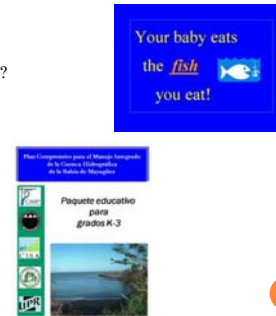 Your baby eats
the fish
you eat!
?
Plan Comprensivo para el Manejo Integrado
de la Cuenca Hidrográfica
de la Bahía de Mayagüez
Paquete educativo
para
grados K-3
UPR